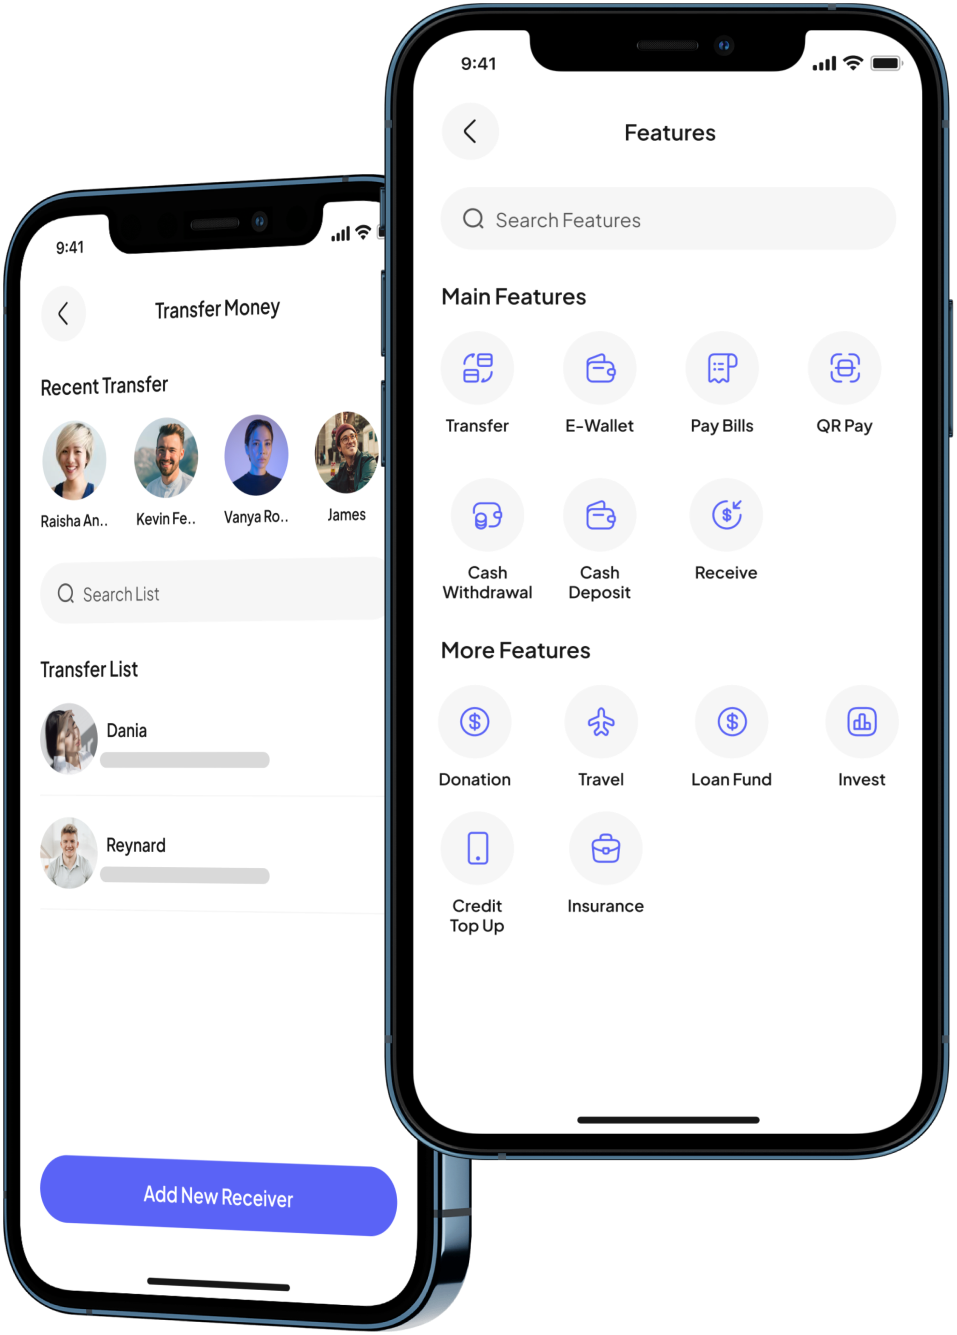 9:41
Transfer Money
Recent Transfer
Raisha An..
Kevin Fe..
Vanya Ro..
James
Search List
Transfer List
Dania
Reynard
Add New Receiver
9:41
Features
Search Features
Main Features
Transfer
E-Wallet
Pay Bills
QR Pay
Cash
Withdrawal
Cash
Deposit
Receive
More Features
Donation
Travel
Loan Fund
Invest
Credit
Top Up
Insurance